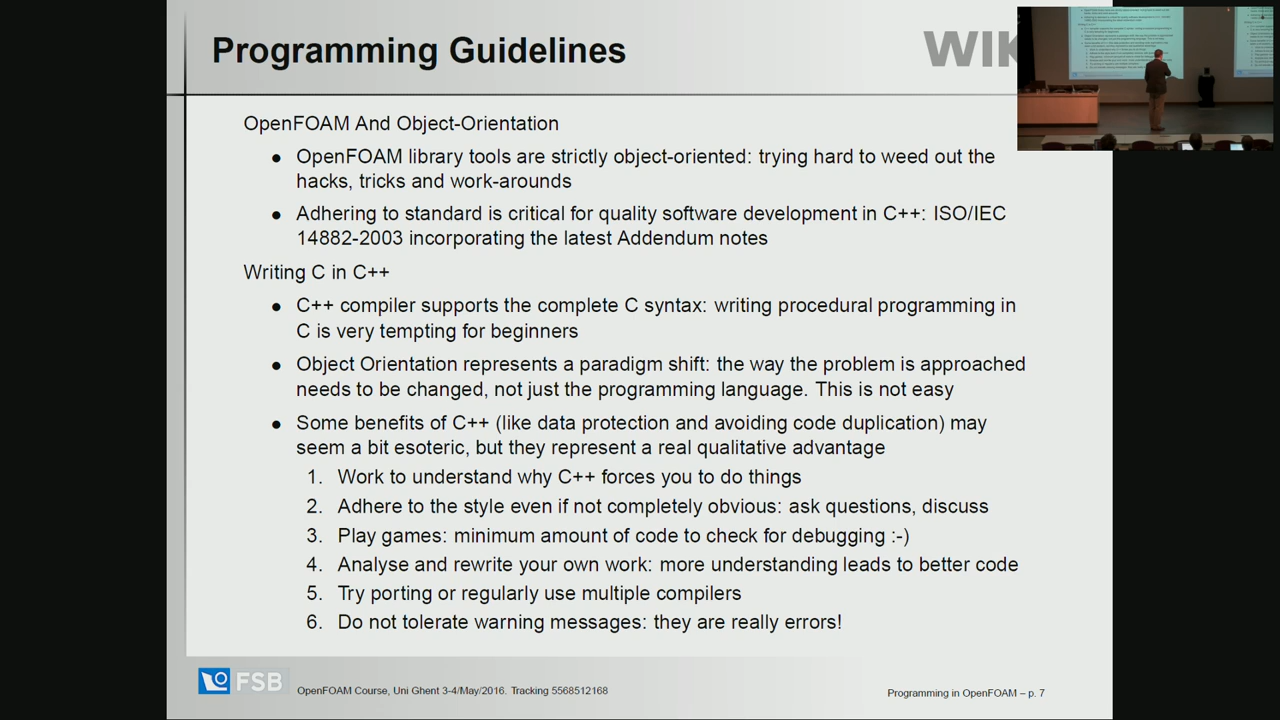 Programming Guidelines
WIK
OpenFOAM And Object-Orientation
● OpenFOAM library tools are strictly object-oriented: trying hard to weed out the
hacks, tricks and work-arounds
● Adhering to standard is critical for quality software development in C++: ISO/IEC
14882-2003 incorporating the latest Addendum notes
Writing C in C++
● C++ compiler supports the complete C syntax: writing procedural programming in
C is very tempting for beginners
● Object Orientation represents a paradigm shift: the way the problem is approached
needs to be changed, not just the programming language. This is not easy
● Some benefits of C++ (like data protection and avoiding code duplication) may
seem a bit esoteric, but they represent a real qualitative advantage
1. Work to understand why C++ forces you to do things
2. Adhere to the style even if not completely obvious: ask questions, discuss
3. Play games: minimum amount of code to check for debugging :-)
4. Analyse and rewrite your own work: more understanding leads to better code
5. Try porting or regularly use multiple compilers
6. Do not tolerate warning messages: they are really errors!
FSB
OpenFOAM Course, Uni Ghent 3-4/May/2016. Tracking 5568512168
Programming in OpenFOAM – p. 7